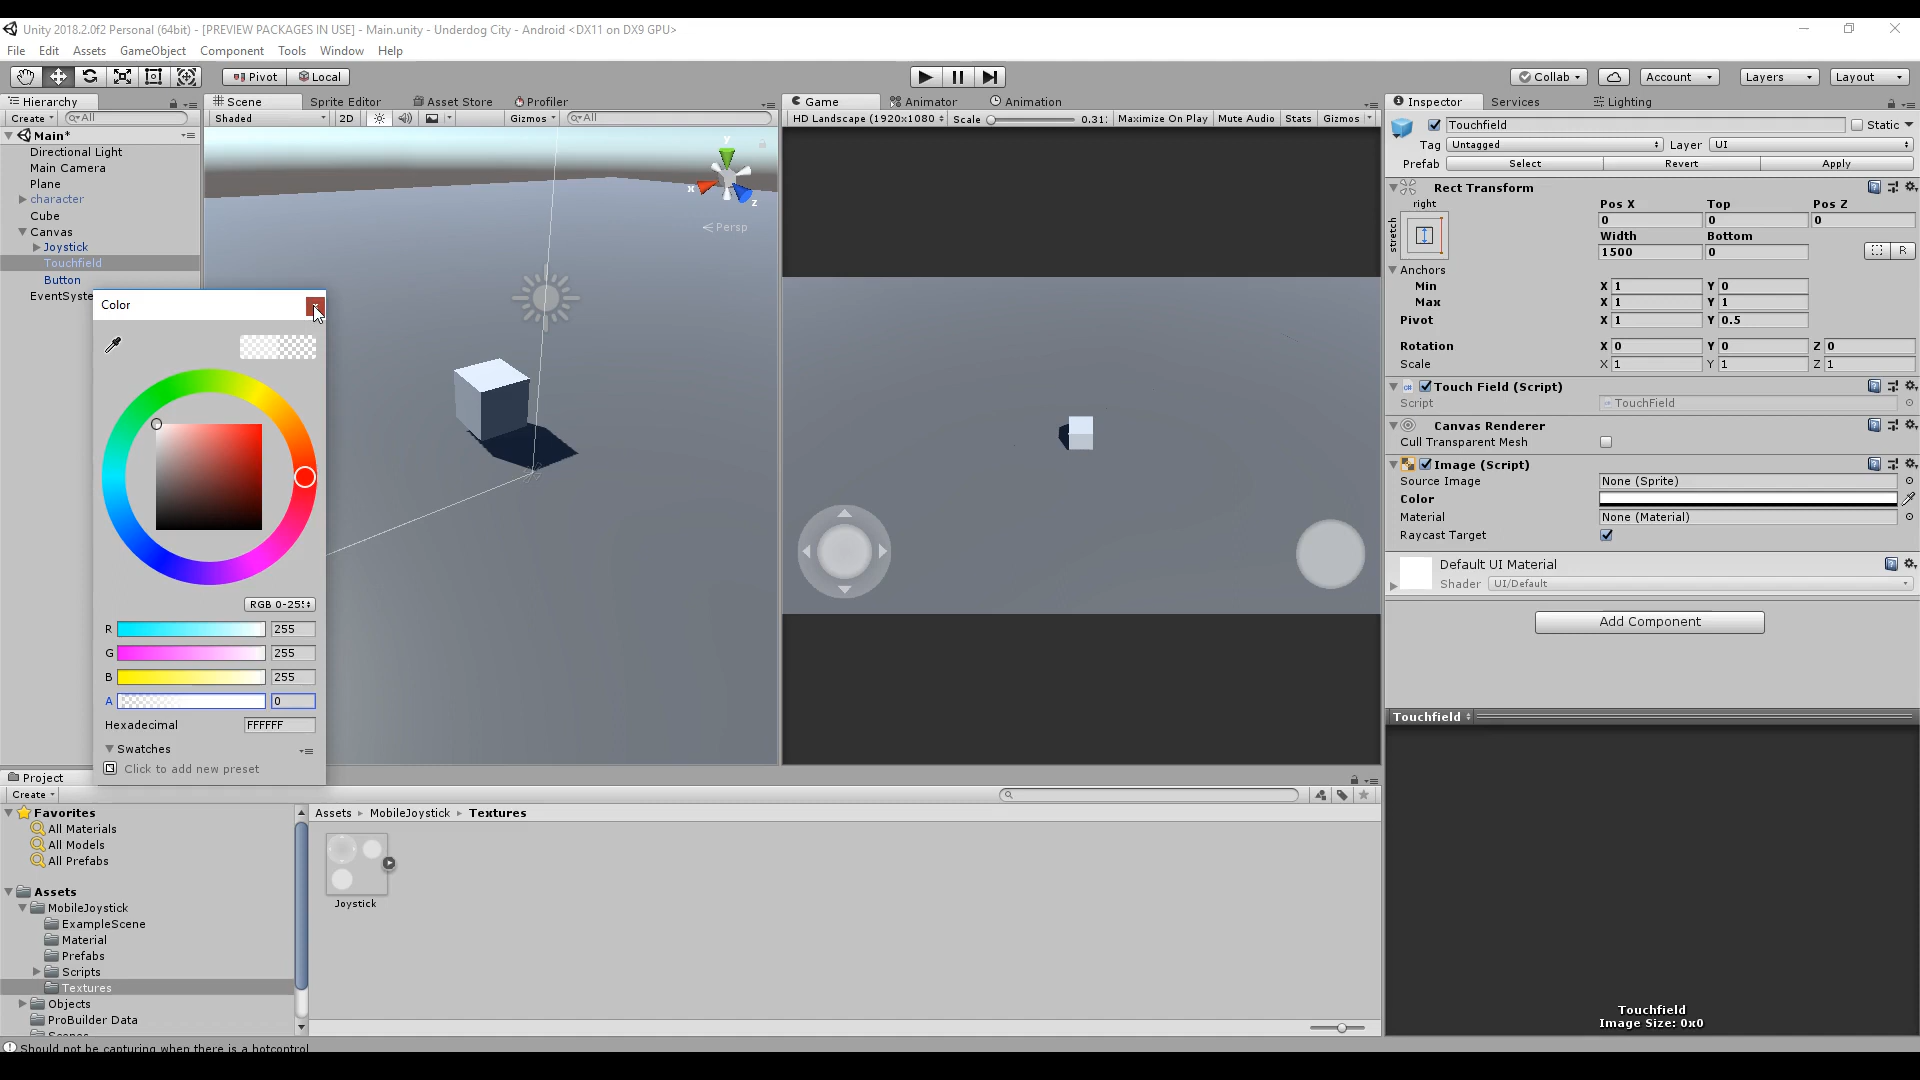 Unity 2018.2.0f2 Personal (64bit) - [PREVIEW PACKAGES IN USE] - Main.unity - Underdog City - Android <DX11 on DX9 GPU>
File Edit Assets GameObject Component Tools Window Help
Pivot Local Collab Account Layers Layout
Hierarchy
Create All
Main*
Directional Light
Main Camera
Plane
character
Cube
Canvas
Joystick
Touchfield
Button
EventSyste
Scene Sprite Editor Asset Store Profiler
Shaded 2D Gizmos All
y
x
z
Persp
Game Animator Animation
HD Landscape (1920x1080 Scale 0.31 Maximize On Play Mute Audio Stats Gizmos
Color
RGB 0-255
R 255
G 255
B 255
A 0
Hexadecimal FFFFFF
Swatches
Click to add new preset
Inspector Services Lighting
Touchfield Static
Tag Untagged Layer UI
Prefab Select Revert Apply
Rect Transform
right
stretch
Pos X Top Pos Z
0 0 0
Width Bottom
1500 0
R
Anchors
Min X 1 Y 0
Max X 1 Y 1
Pivot X 1 Y 0.5
Rotation X 0 Y 0 Z 0
Scale X 1 Y 1 Z 1
Touch Field (Script)
Script TouchField
Canvas Renderer
Cull Transparent Mesh
Image (Script)
Source Image None (Sprite)
Color
Material None (Material)
Raycast Target
Default UI Material
Shader UI/Default
Add Component
Touchfield
Touchfield
Image Size: 0x0
Project
Create
Favorites
All Materials
All Models
All Prefabs
Assets
MobileJoystick
ExampleScene
Material
Prefabs
Scripts
Textures
Objects
ProBuilder Data
Assets MobileJoystick Textures
Joystick
Should not be capturing when there is a hotcontrol